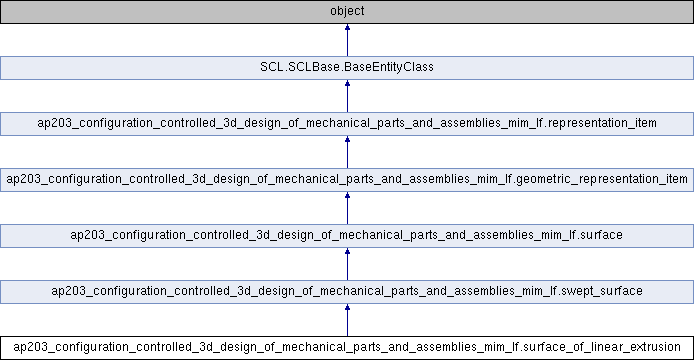 object
SCL.SCLBase.BaseEntityClass
ap203_configuration_controlled_3d_design_of_mechanical_parts_and_assemblies_mim_lf.representation_item
ap203_configuration_controlled_3d_design_of_mechanical_parts_and_assemblies_mim_lf.geometric_representation_item
ap203_configuration_controlled_3d_design_of_mechanical_parts_and_assemblies_mim_lf.surface
ap203_configuration_controlled_3d_design_of_mechanical_parts_and_assemblies_mim_lf.swept_surface
ap203_configuration_controlled_3d_design_of_mechanical_parts_and_assemblies_mim_lf.surface_of_linear_extrusion